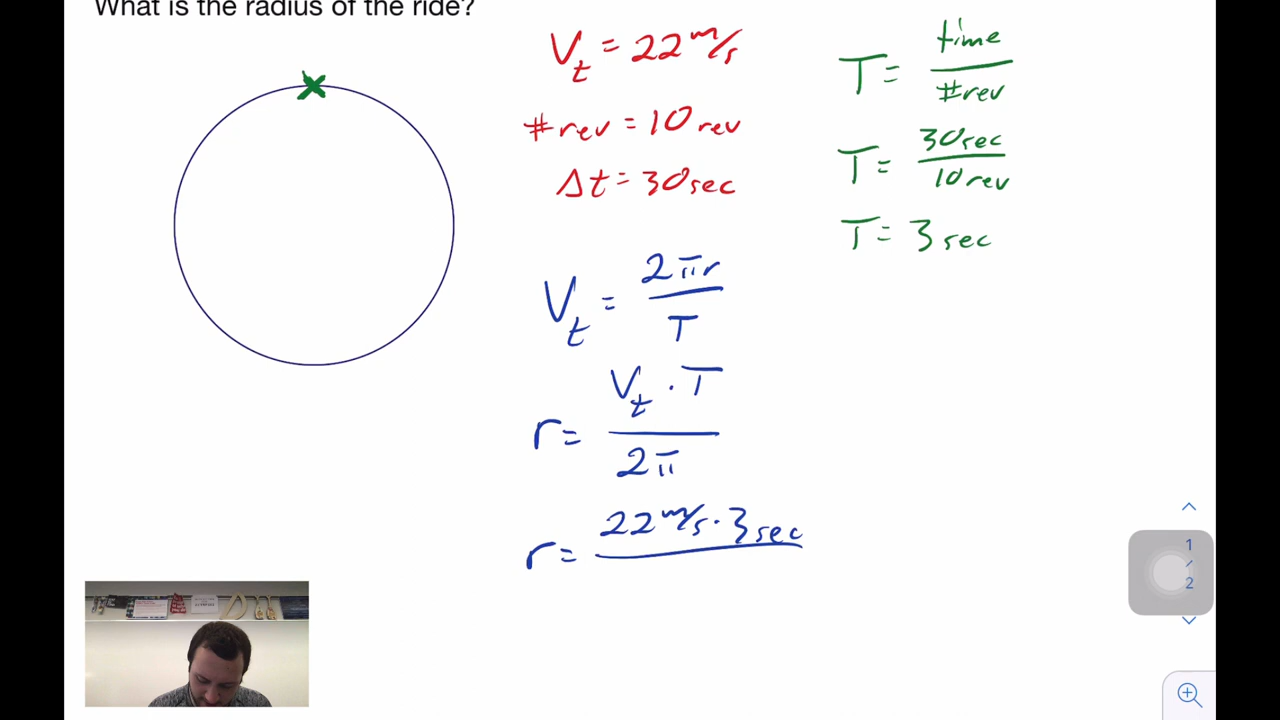 What is the radius of the ride?
Vt = 22 m/s
#rev = 10 rev
Δt = 30 sec
T = time / #rev
T = 30 sec / 10 rev
T = 3 sec
Vt = 2πr / T
r = Vt · T / 2π
r = 22 m/s · 3 sec
1
/
2